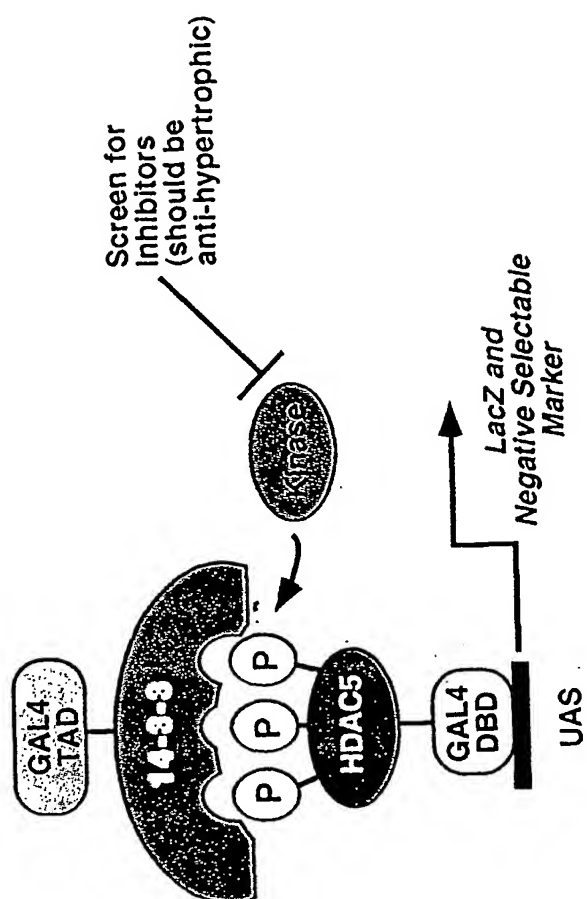 GAL4
TAD
14-3-3
P
P
P
HDAC5
GAL4
DBD
UAS
Kinase
Screen for
Inhibitors
(should be
anti-hypertrophic)
LacZ and
Negative Selectable
Marker